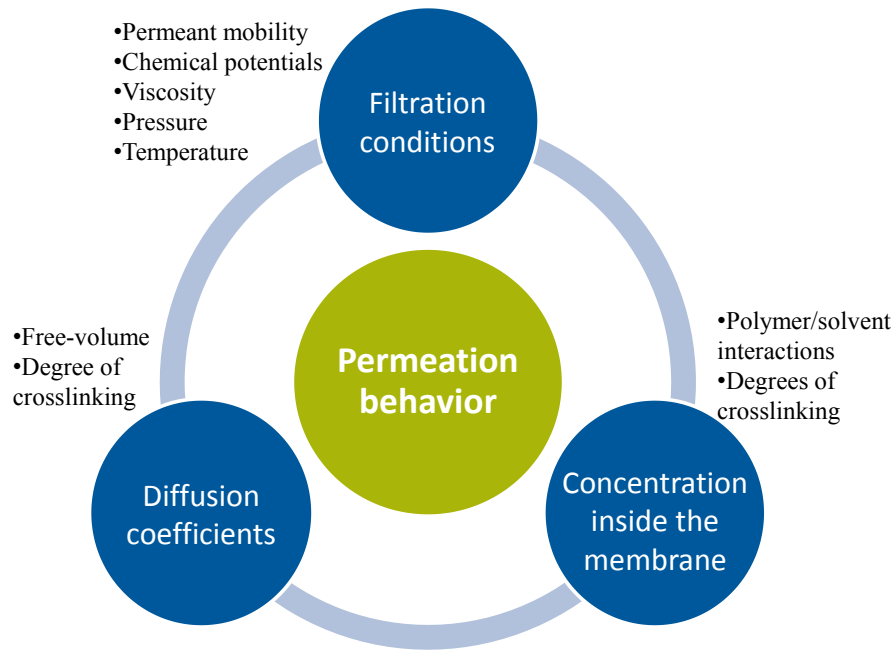 •Permeant mobility
•Chemical potentials
•Viscosity
•Pressure
•Temperature
Filtration
conditions
•Free-volume
•Degree of
crosslinking
Permeation
behavior
•Polymer/solvent
interactions
•Degrees of
crosslinking
Diffusion
coefficients
Concentration
inside the
membrane